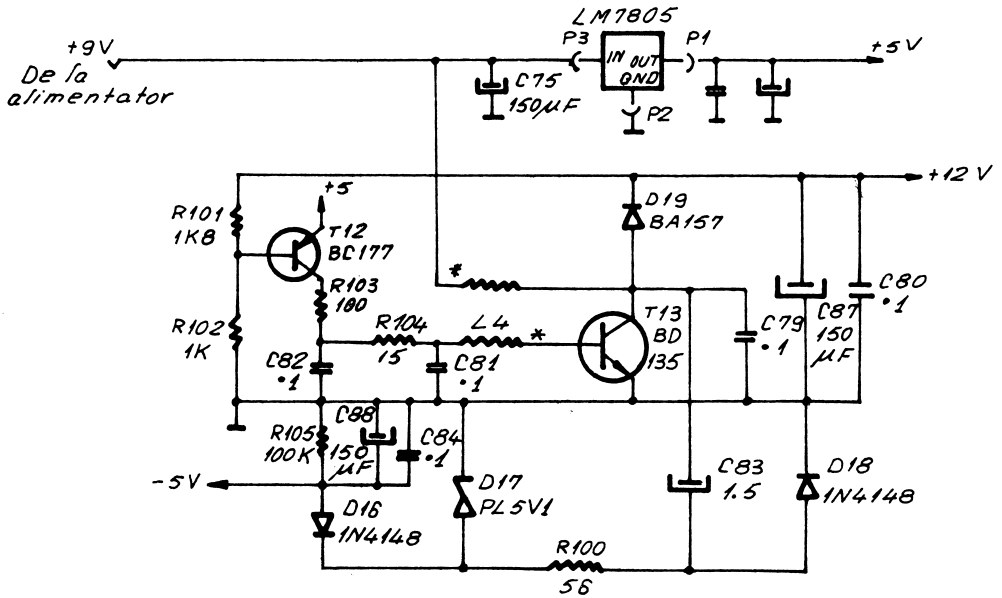 LM7805
+9V
P3
IN
OUT
GND
P1
+5V
De la
alimentator
C75
150µF
P2
+12V
R101
1K8
+5
T12
BC177
D19
BA157
R103
180
*
R102
1K
R104
15
L4
*
T13
BD
135
C79
.1
C87
150
µF
C80
.1
C82
.1
C81
.1
C88
150
µF
C84
.1
R105
100K
-5V
D16
1N4148
D17
PL5V1
C83
1.5
D18
1N4148
R100
56